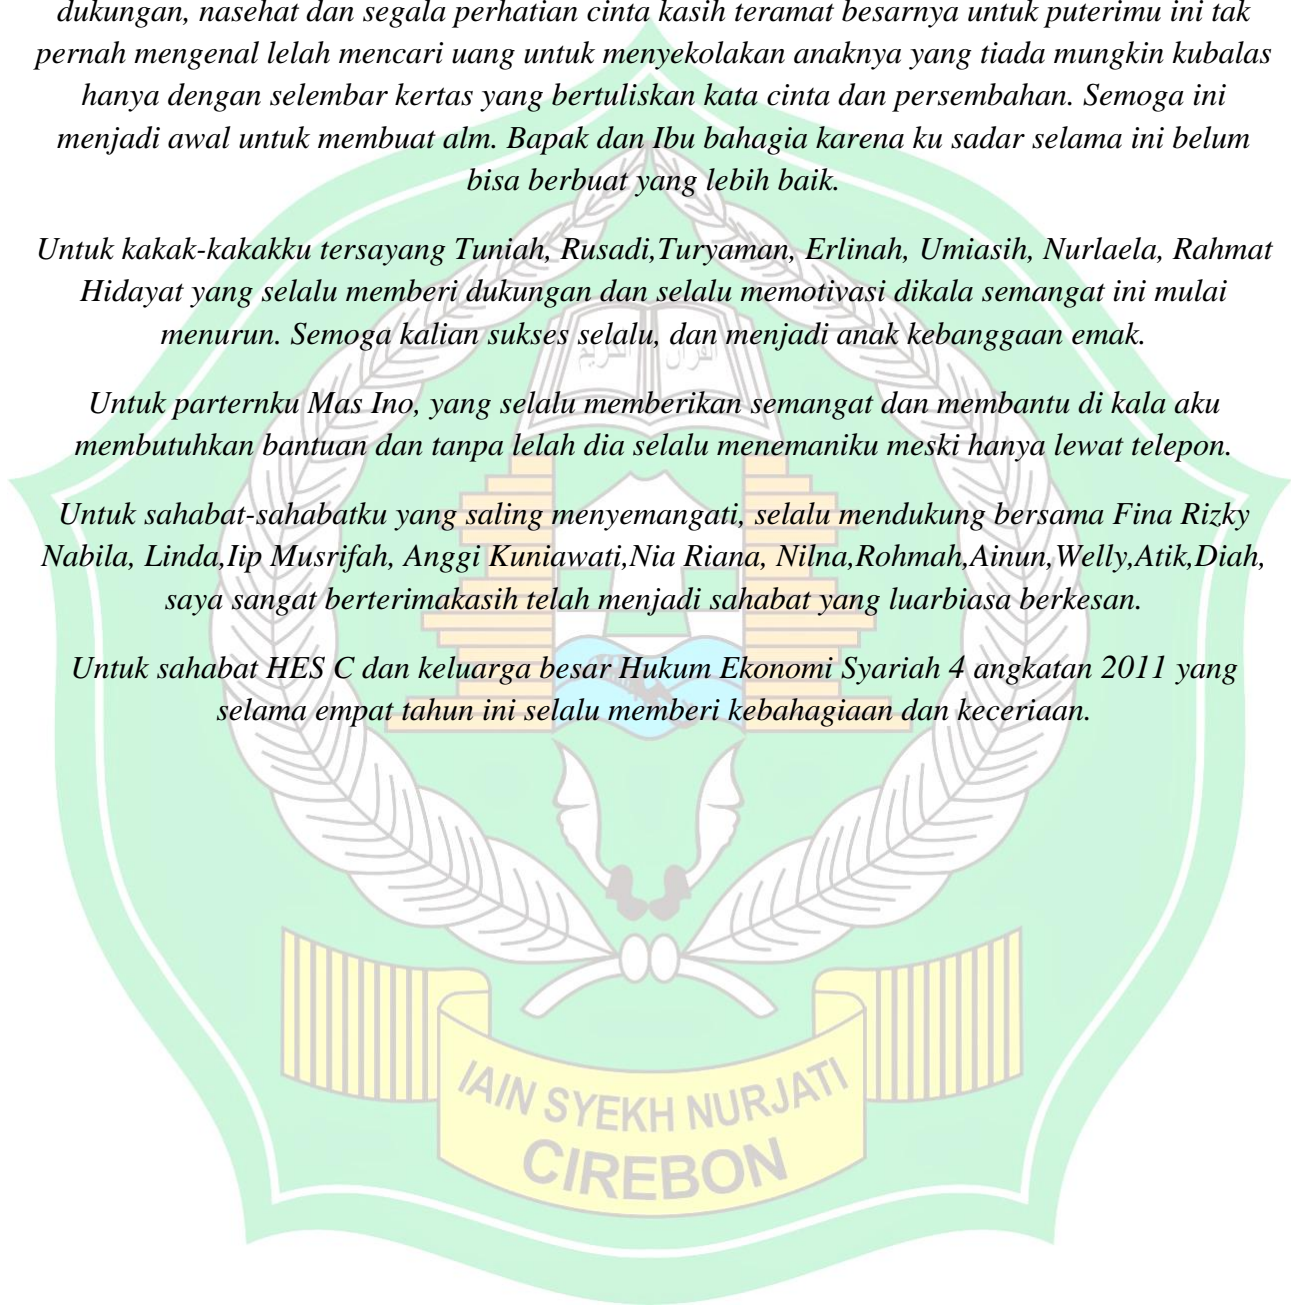 dukungan, nasehat dan segala perhatian cinta kasih teramat besarnya untuk puterimu ini tak
pernah mengenal lelah mencari uang untuk menyekolakan anaknya yang tiada mungkin kubalas
hanya dengan selembar kertas yang bertuliskan kata cinta dan persembahan. Semoga ini
menjadi awal untuk membuat alm. Bapak dan Ibu bahagia karena ku sadar selama ini belum
bisa berbuat yang lebih baik.
Untuk kakak-kakakku tersayang Tuniah, Rusadi,Turyaman, Erlinah, Umiasih, Nurlaela, Rahmat
Hidayat yang selalu memberi dukungan dan selalu memotivasi dikala semangat ini mulai
menurun. Semoga kalian sukses selalu, dan menjadi anak kebanggaan emak.
Untuk parternku Mas Ino, yang selalu memberikan semangat dan membantu di kala aku
membutuhkan bantuan dan tanpa lelah dia selalu menemaniku meski hanya lewat telepon.
Untuk sahabat-sahabatku yang saling menyemangati, selalu mendukung bersama Fina Rizky
Nabila, Linda,Iip Musrifah, Anggi Kuniawati,Nia Riana, Nilna,Rohmah,Ainun,Welly,Atik,Diah,
saya sangat berterimakasih telah menjadi sahabat yang luarbiasa berkesan.
Untuk sahabat HES C dan keluarga besar Hukum Ekonomi Syariah 4 angkatan 2011 yang
selama empat tahun ini selalu memberi kebahagiaan dan keceriaan.
IAIN SYEKH NURJATI
CIREBON